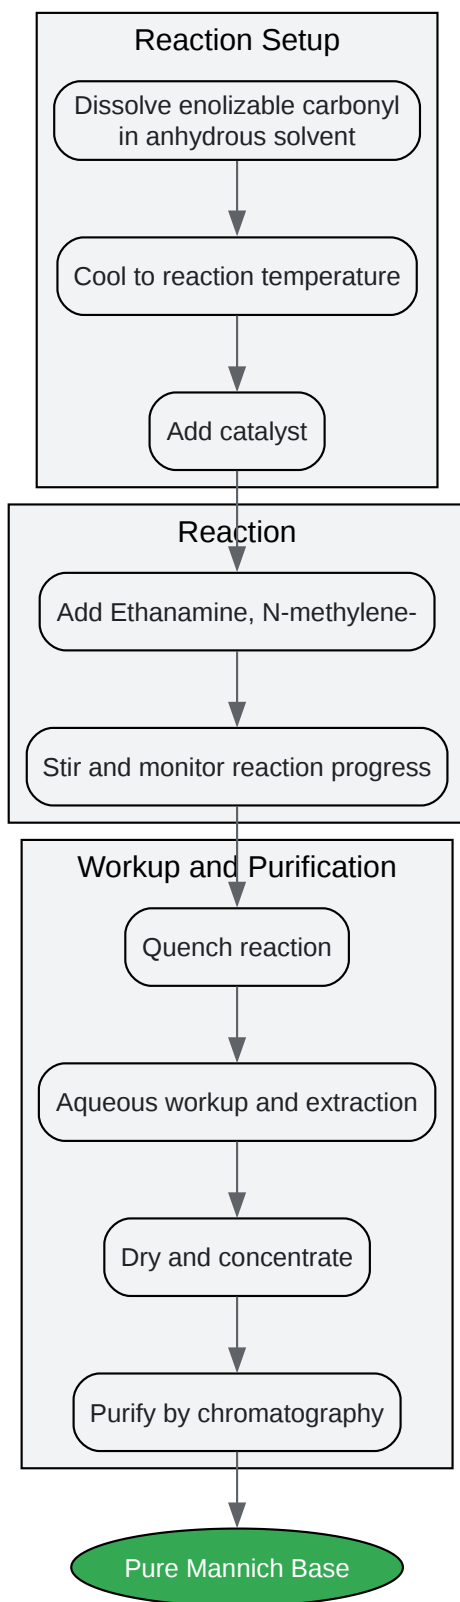 Reaction Setup
Dissolve enolizable carbonyl
in anhydrous solvent
Cool to reaction temperature
Add catalyst
Reaction
Add Ethanamine, N-methylene-
Stir and monitor reaction progress
Workup and Purification
Quench reaction
Aqueous workup and extraction
Dry and concentrate
Purify by chromatography
Pure Mannich Base